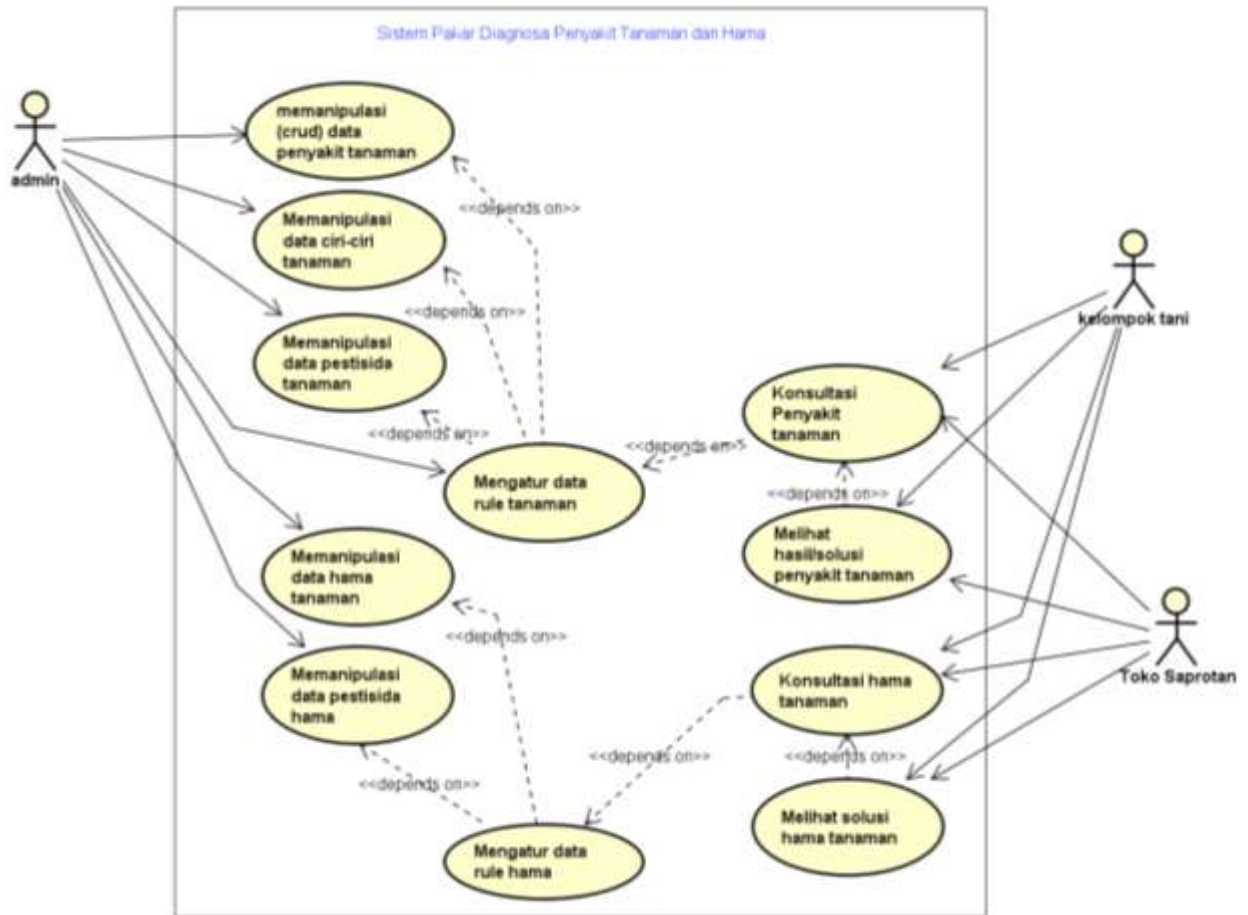 Sistem Pakar Diagnosa Penyakit Tanaman dan Hama
memanipulasi
(crud) data
penyakit tanaman
admin
<<depends on>>
Memanipulasi
data ciri-ciri
tanaman
kelompok tani
<<depends on>>
Memanipulasi
data pestisida
tanaman
Konsultasi
Penyakit
tanaman
<<depends on>>
<<depends on>>
Mengatur data
rule tanaman
<<depends on>>
Memanipulasi
data hama
tanaman
Melihat
hasil/solusi
penyakit tanaman
<<depends on>>
Memanipulasi
data pestisida
hama
Konsultasi hama
tanaman
Toko Saprotan
<<depends on>>
<<depends on>>
<<depends on>>
Melihat solusi
hama tanaman
Mengatur data
rule hama